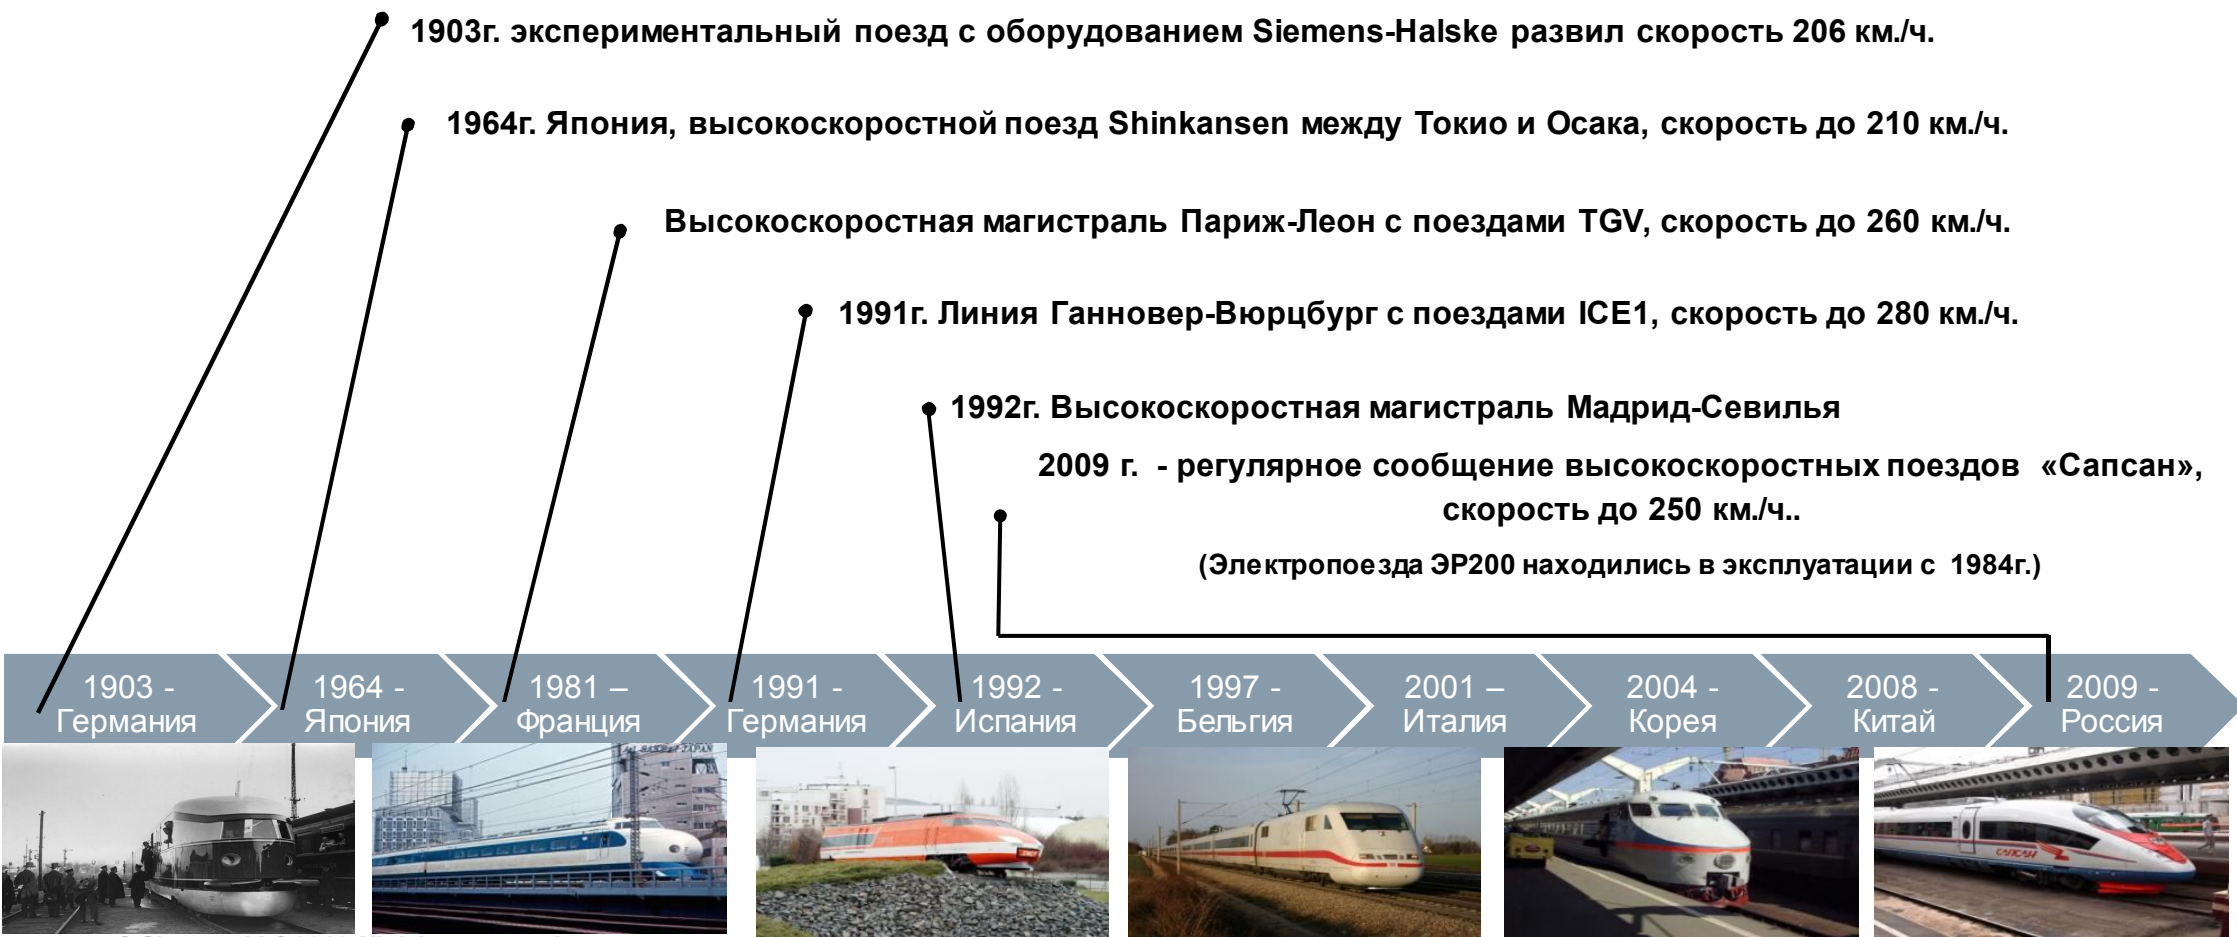 1903г. экспериментальный поезд с оборудованием Siemens-Halske развил скорость 206 км./ч.
1964г. Япония, высокоскоростной поезд Shinkansen между Токио и Осака, скорость до 210 км./ч.
Высокоскоростная магистраль Париж-Леон с поездами TGV, скорость до 260 км./ч.
1991г. Линия Ганновер-Вюрцбург с поездами ICE1, скорость до 280 км./ч.
1992г. Высокоскоростная магистраль Мадрид-Севилья
2009 г. - регулярное сообщение высокоскоростных поездов «Сапсан»,
скорость до 250 км./ч..
(Электропоезда ЭР200 находились в эксплуатации с 1984г.)
1903 -
Германия
1964 -
Япония
1981 –
Франция
1991 -
Германия
1992 -
Испания
1997 -
Бельгия
2001 –
Италия
2004 -
Корея
2008 -
Китай
2009 -
Россия
САПСАН